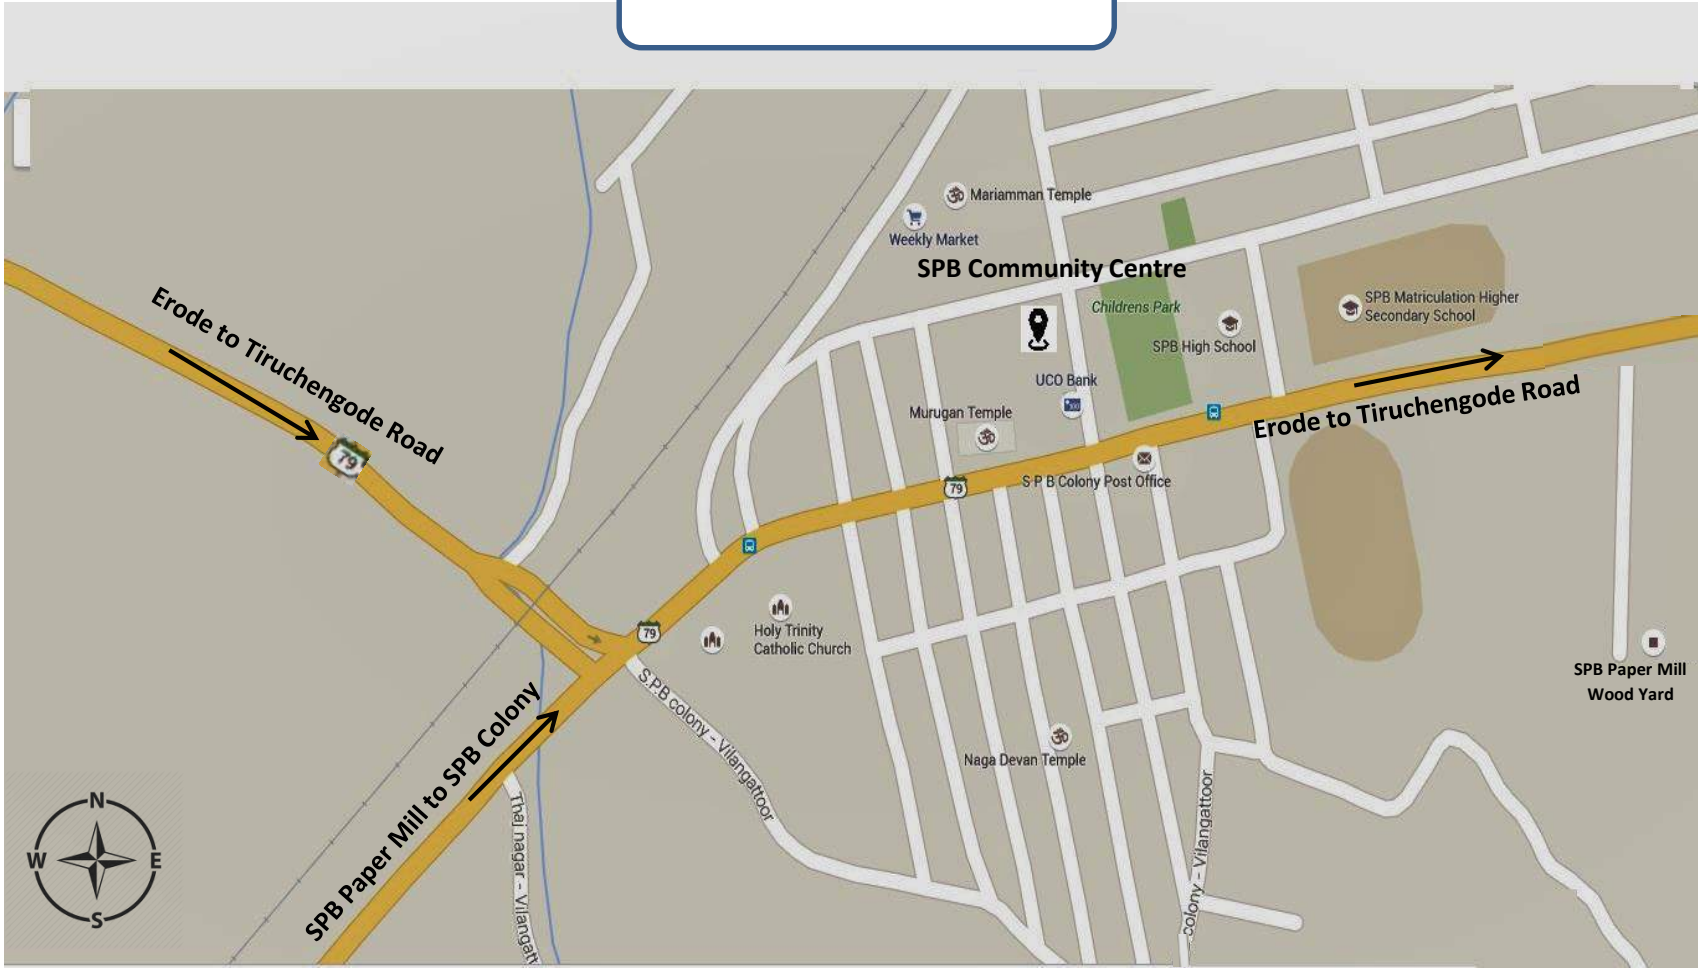 Mariamman Temple
Weekly Market
SPB Community Centre
Childrens Park
SPB Matriculation Higher
Secondary School
SPB High School
Erode to Tiruchengode Road
UCO Bank
Murugan Temple
Erode to Tiruchengode Road
79
79
S P B Colony Post Office
79
Holy Trinity
Catholic Church
SPB Paper Mill
Wood Yard
S.P.B colony - Vilangattoor
SPB Paper Mill to SPB Colony
Naga Devan Temple
Thaj nagar - Vilangatt
colony - Vilangattoor
N
W
E
S